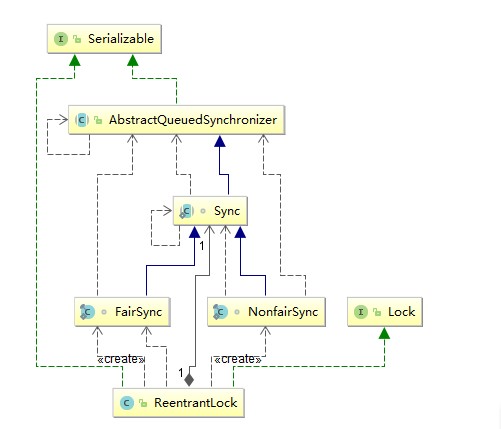 Serializable
AbstractQueuedSynchronizer
Sync
1
FairSync
NonfairSync
Lock
«create»
«create»
1
ReentrantLock